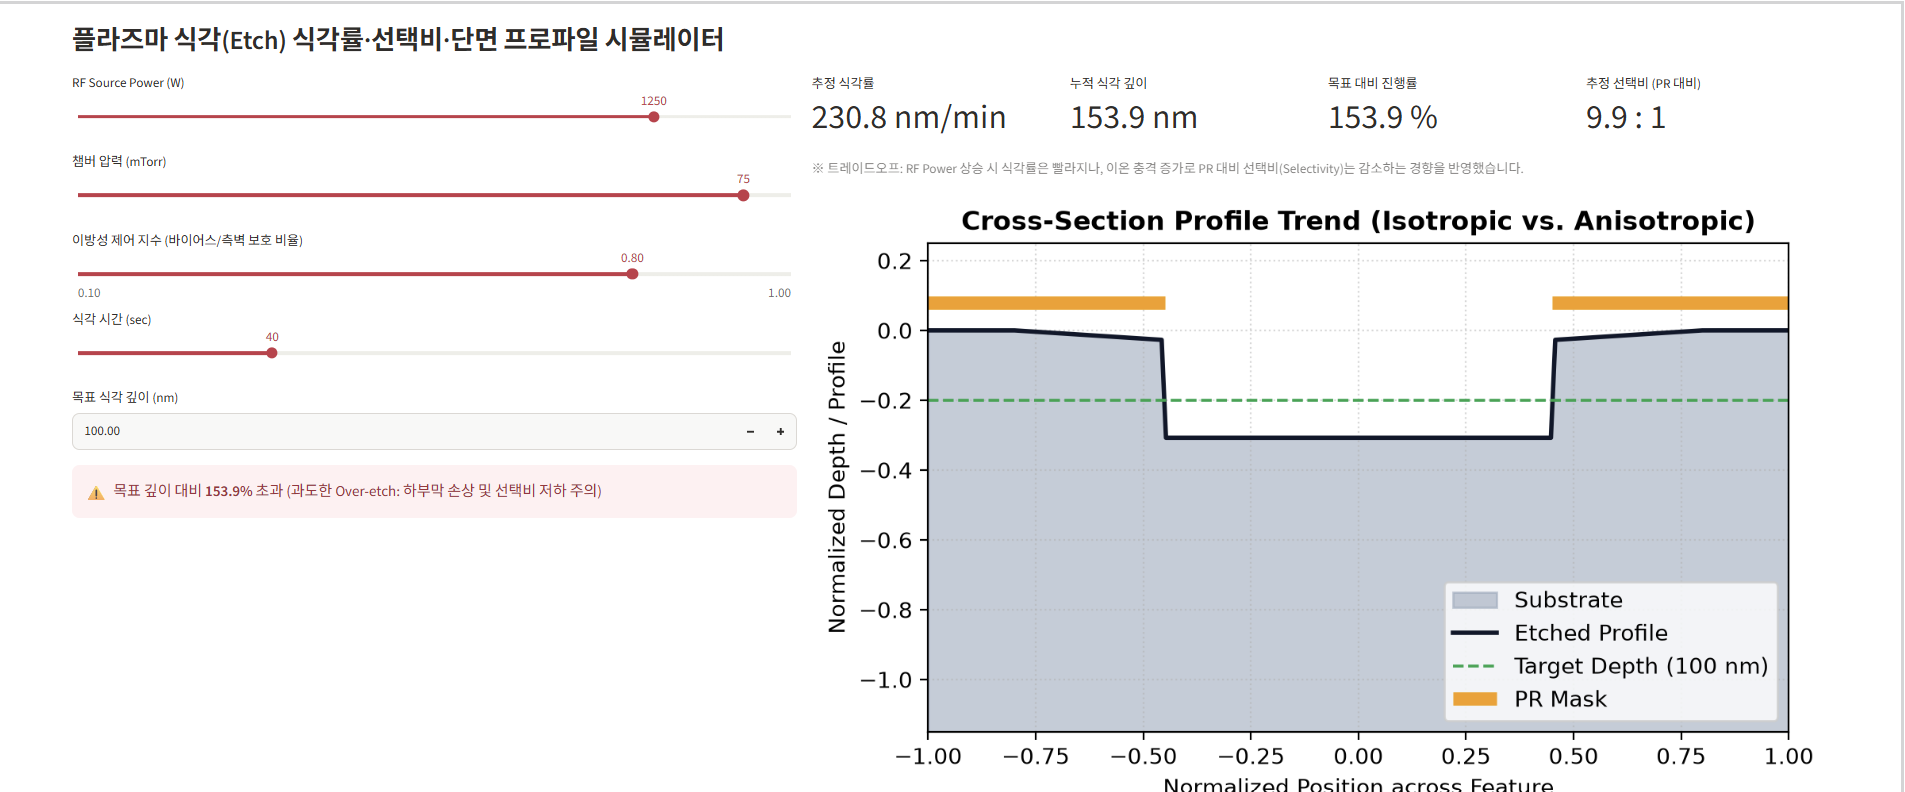 플라즈마 식각(Etch) 식각률·선택비·단면 프로파일 시뮬레이터
RF Source Power (W)
1250
챔버 압력 (mTorr)
75
이방성 제어 지수 (바이어스/측벽 보호 비율)
0.80
0.10
1.00
식각 시간 (sec)
40
목표 식각 깊이 (nm)
100.00
⚠️ 목표 깊이 대비 153.9% 초과 (과도한 Over-etch: 하부막 손상 및 선택비 저하 주의)
추정 식각률
230.8 nm/min
누적 식각 깊이
153.9 nm
목표 대비 진행률
153.9 %
추정 선택비 (PR 대비)
9.9 : 1
※ 트레이드오프: RF Power 상승 시 식각률은 빨라지나, 이온 충격 증가로 PR 대비 선택비(Selectivity)는 감소하는 경향을 반영했습니다.
Cross-Section Profile Trend (Isotropic vs. Anisotropic)
Normalized Depth / Profile
0.2
0.0
−0.2
−0.4
−0.6
−0.8
−1.0
Substrate
Etched Profile
Target Depth (100 nm)
PR Mask
−1.00 −0.75 −0.50 −0.25 0.00 0.25 0.50 0.75 1.00
Normalized Position across Feature